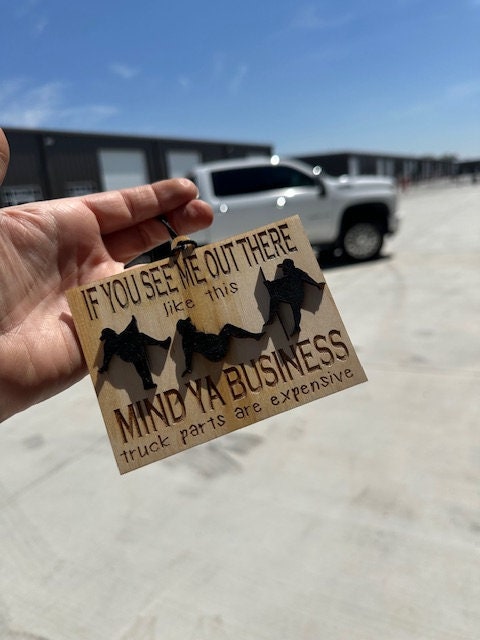 IF YOU SEE ME OUT THERE
like this
MIND YA BUSINESS
truck parts are expensive